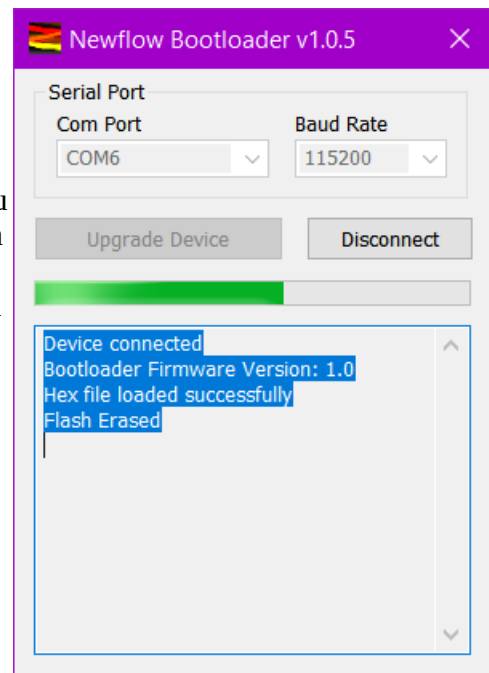 Newflow Bootloader v1.0.5
Serial Port
Com Port Baud Rate
COM6 115200
Upgrade Device Disconnect
Device connected
Bootloader Firmware Version: 1.0
Hex file loaded successfully
Flash Erased